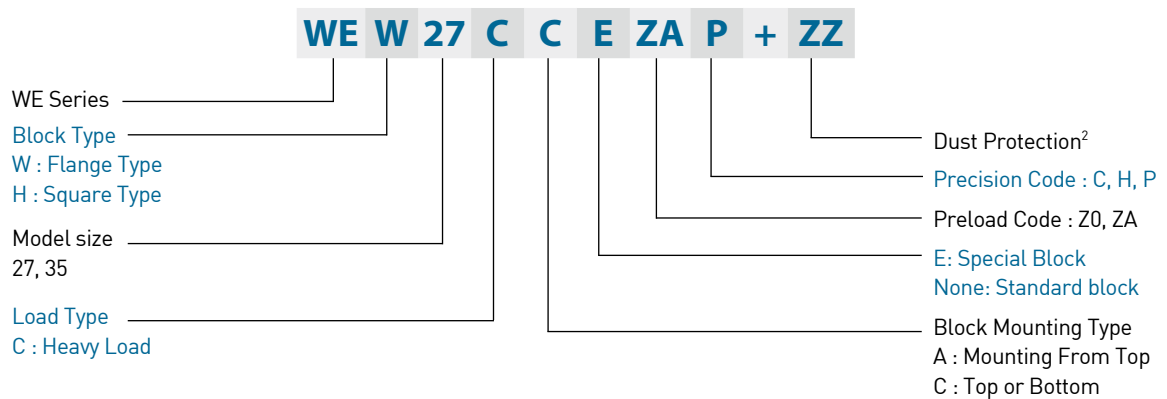 WE W 27 C C E ZA P + ZZ
WE Series
Block Type
W : Flange Type
H : Square Type
Model size
27, 35
Load Type
C : Heavy Load
Dust Protection²
Precision Code : C, H, P
Preload Code : Z0, ZA
E: Special Block
None: Standard block
Block Mounting Type
A : Mounting From Top
C : Top or Bottom